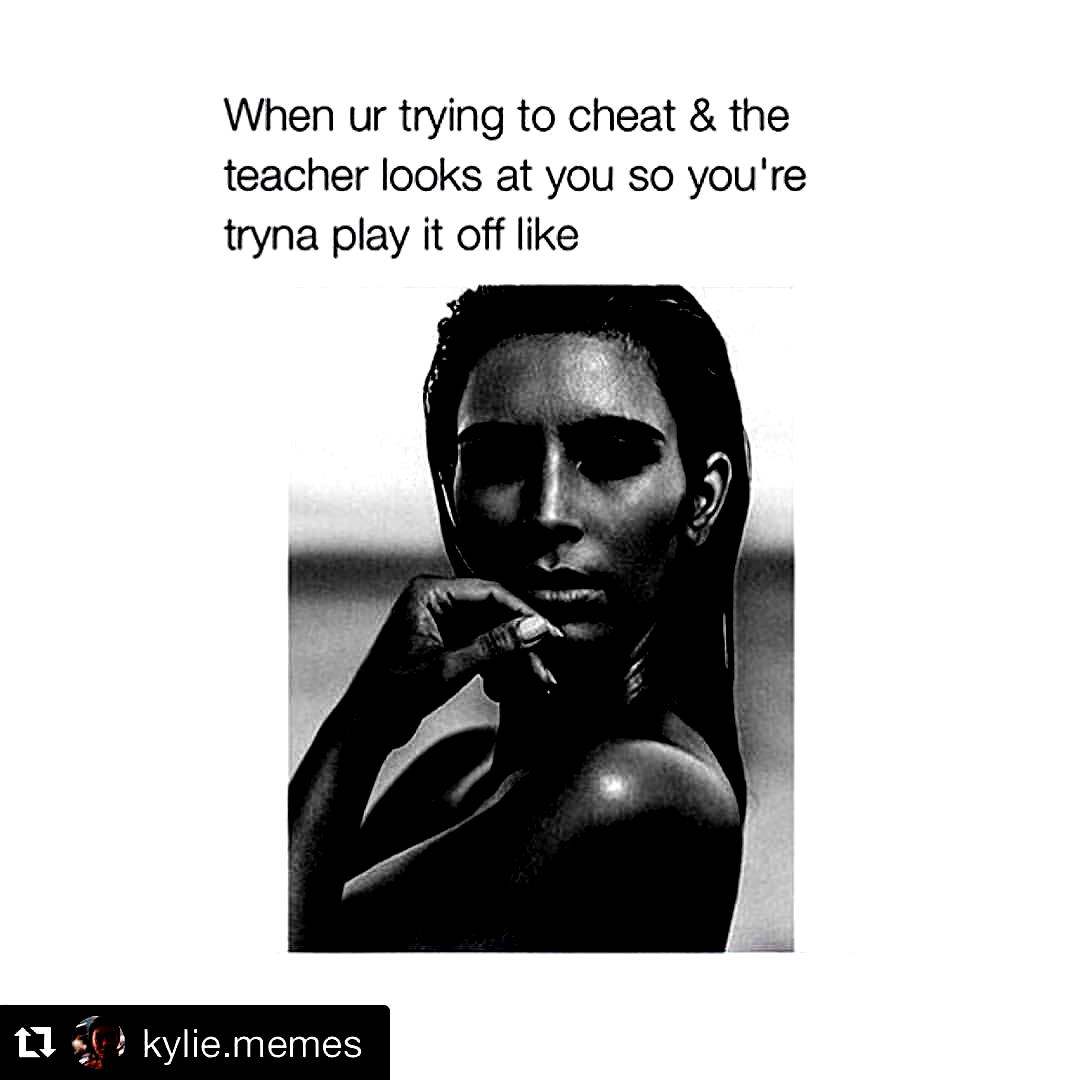 When ur trying to cheat & the
teacher looks at you so you're
tryna play it off like
kylie.memes